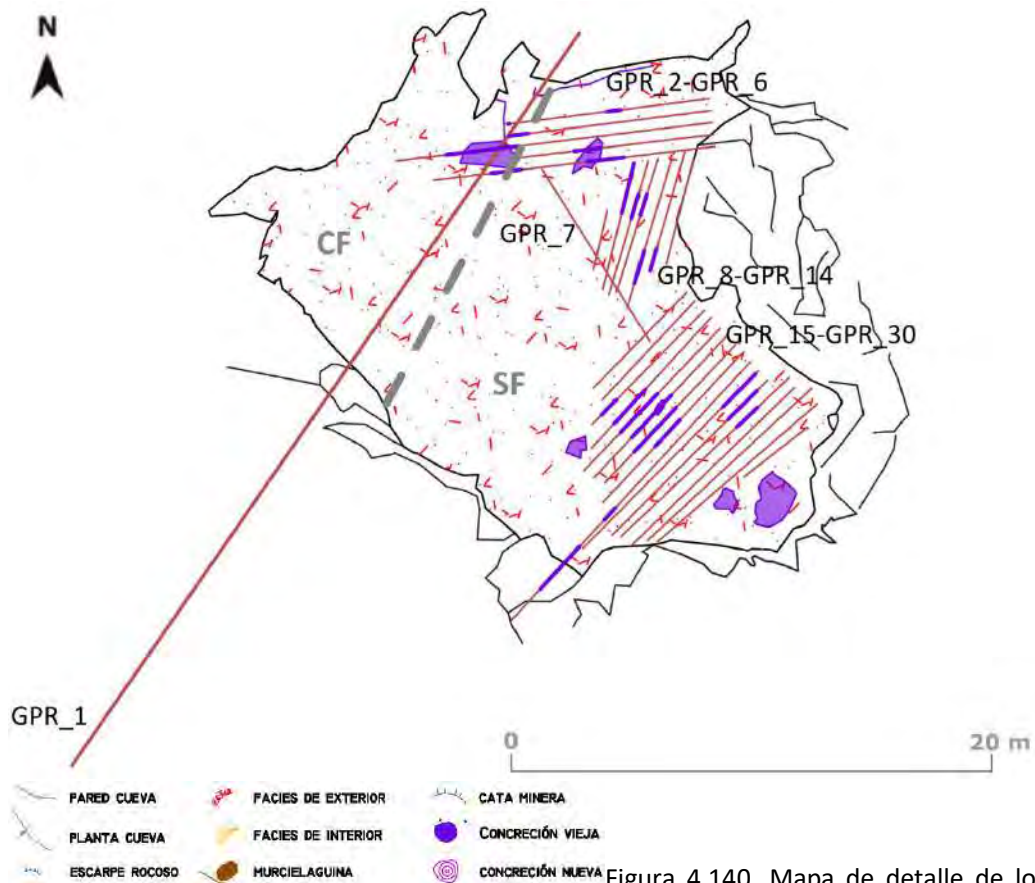 N
GPR_2-GPR_6
CF
GPR_7
GPR_8-GPR_14
GPR_15-GPR_30
SF
GPR_1
0 20 m
PARED CUEVA FACIES DE EXTERIOR CATA MINERA
PLANTA CUEVA FACIES DE INTERIOR CONCRECIÓN VIEJA
ESCARPE ROCOSO MURCIELAGUINA CONCRECIÓN NUEVA Figura 4.140. Mapa de detalle de lo